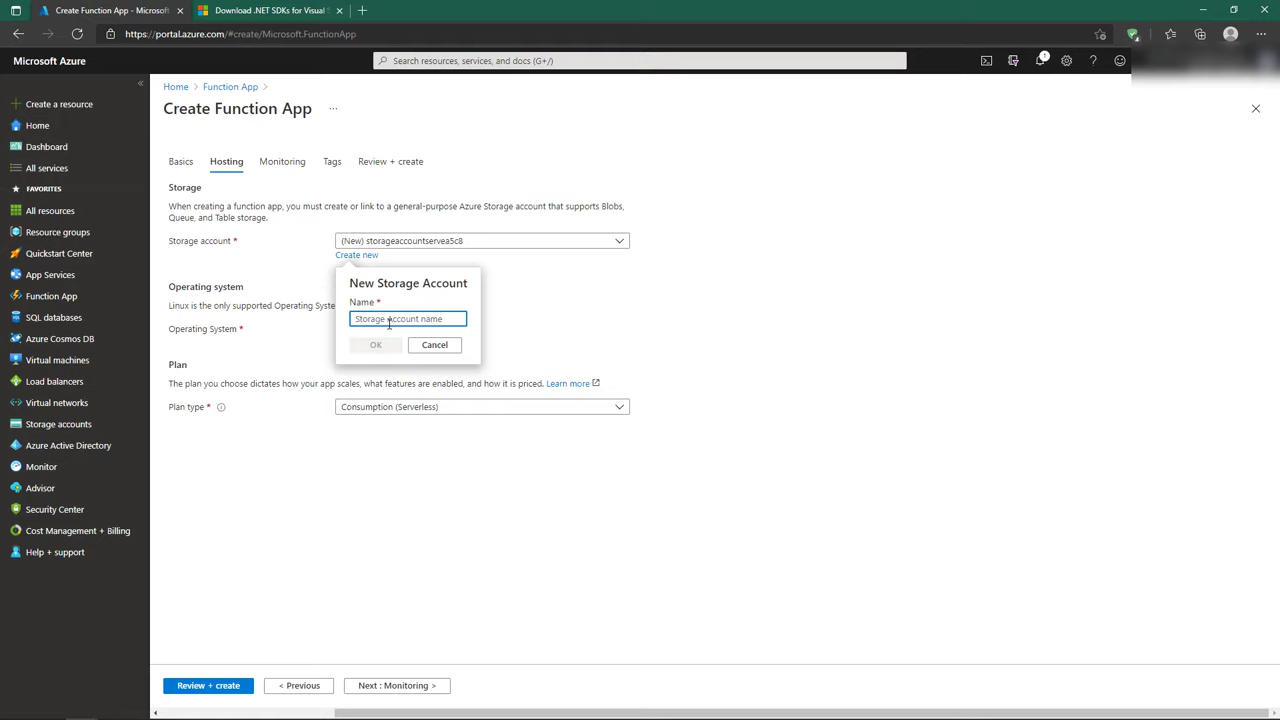 Create Function App - Microsoft
Download .NET SDKs for Visual S
https://portal.azure.com/#create/Microsoft.FunctionApp
Microsoft Azure
Search resources, services, and docs (G+/)
1
Home > Function App >
Create Function App ...
Create a resource
Home
Dashboard
All services
FAVORITES
All resources
Resource groups
Quickstart Center
App Services
Function App
SQL databases
Azure Cosmos DB
Virtual machines
Load balancers
Virtual networks
Storage accounts
Azure Active Directory
Monitor
Advisor
Security Center
Cost Management + Billing
Help + support
Basics Hosting Monitoring Tags Review + create
Storage
When creating a function app, you must create or link to a general-purpose Azure Storage account that supports Blobs,
Queue, and Table storage.
Storage account *
(New) storageaccountservea5c8
Create new
New Storage Account
Name *
Storage Account name
OK Cancel
Operating system
Linux is the only supported Operating Syste
Operating System *
Plan
The plan you choose dictates how your app scales, what features are enabled, and how it is priced. Learn more
Plan type *
Consumption (Serverless)
Review + create < Previous Next : Monitoring >